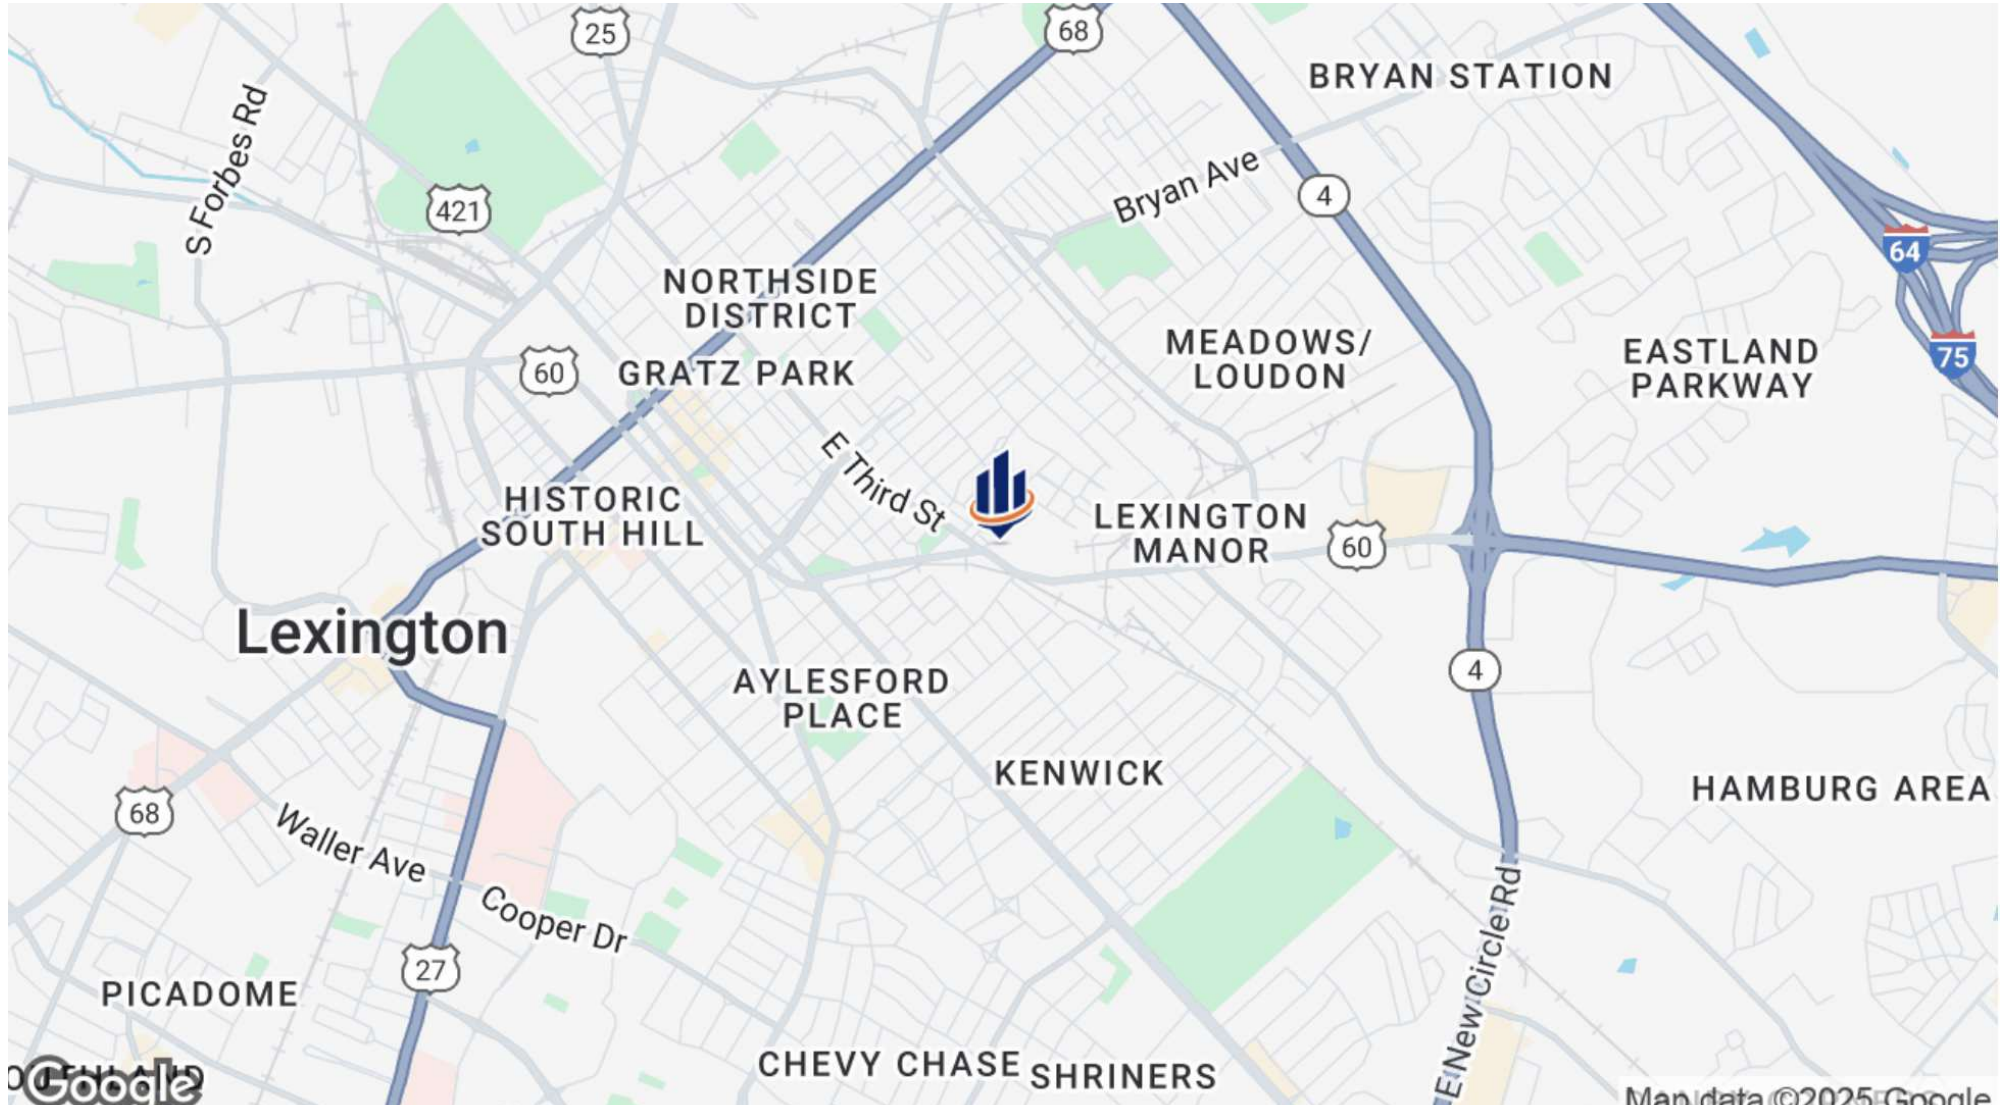 25
68
BRYAN STATION
S Forbes Rd
Bryan Ave
421
4
64
NORTHSIDE
DISTRICT
MEADOWS/
LOUDON
EASTLAND
PARKWAY
75
60
GRATZ PARK
E Third St
HISTORIC
SOUTH HILL
LEXINGTON
MANOR
60
Lexington
4
AYLESFORD
PLACE
KENWICK
HAMBURG AREA
68
Waller Ave
Cooper Dr
E New Circle Rd
27
PICADOME
CHEVY CHASE
SHRINERS
Google
Map data ©2025 Google